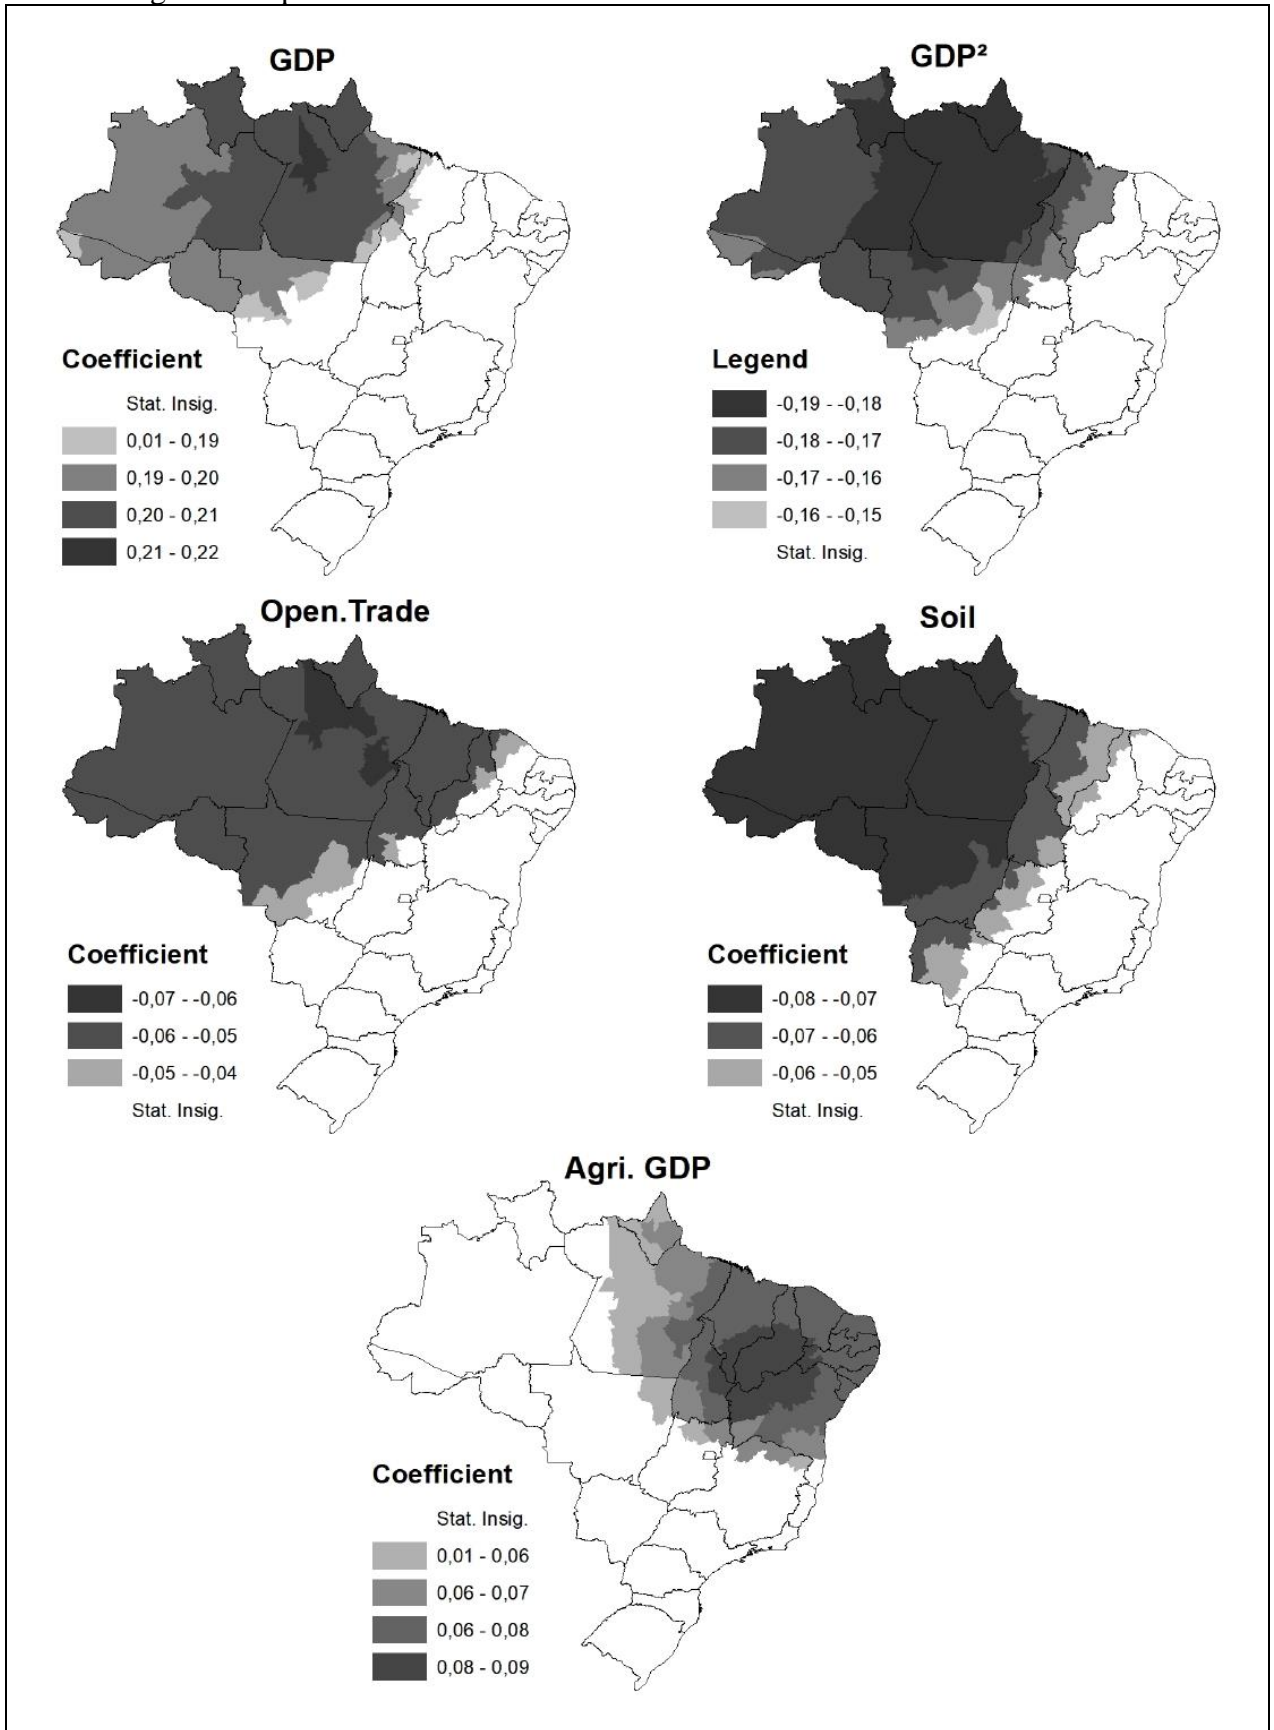 GDP
Coefficient
Stat. Insig.
0,01 - 0,19
0,19 - 0,20
0,20 - 0,21
0,21 - 0,22
GDP²
Legend
-0,19 - -0,18
-0,18 - -0,17
-0,17 - -0,16
-0,16 - -0,15
Stat. Insig.
Open.Trade
Coefficient
-0,07 - -0,06
-0,06 - -0,05
-0,05 - -0,04
Stat. Insig.
Soil
Coefficient
-0,08 - -0,07
-0,07 - -0,06
-0,06 - -0,05
Stat. Insig.
Agri. GDP
Coefficient
Stat. Insig.
0,01 - 0,06
0,06 - 0,07
0,06 - 0,08
0,08 - 0,09